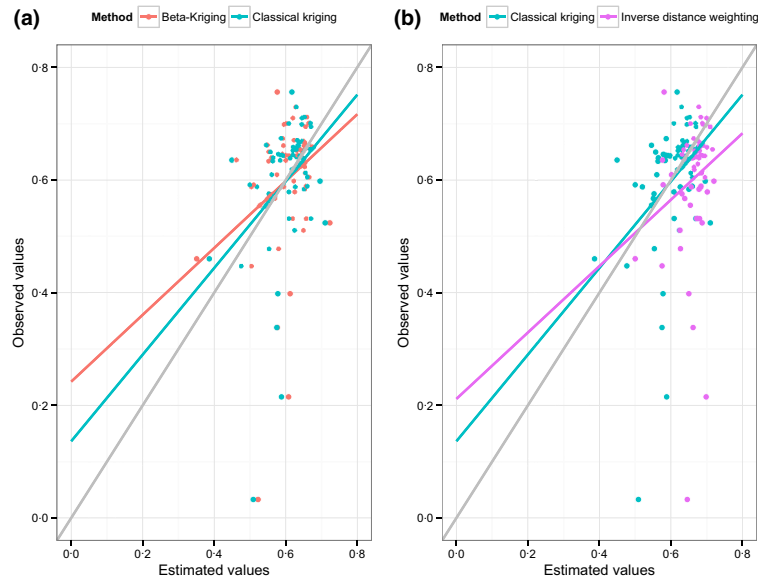 (a) Method Beta-Kriging Classical kriging
(b) Method Classical kriging Inverse distance weighting
0·8
0·6
0·4
0·2
0·0
Observed values
0·0 0·2 0·4 0·6 0·8
Estimated values
0·8
0·6
0·4
0·2
0·0
Observed values
0·0 0·2 0·4 0·6 0·8
Estimated values